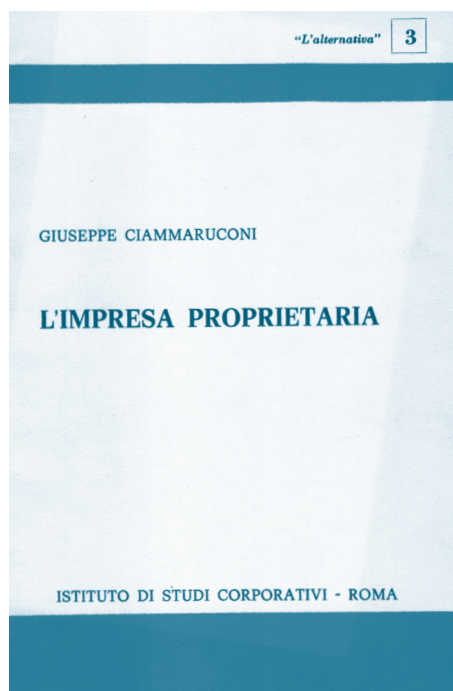 "L'alternativa" 3
GIUSEPPE CIAMMARUCONI
L'IMPRESA PROPRIETARIA
ISTITUTO DI STUDI CORPORATIVI - ROMA